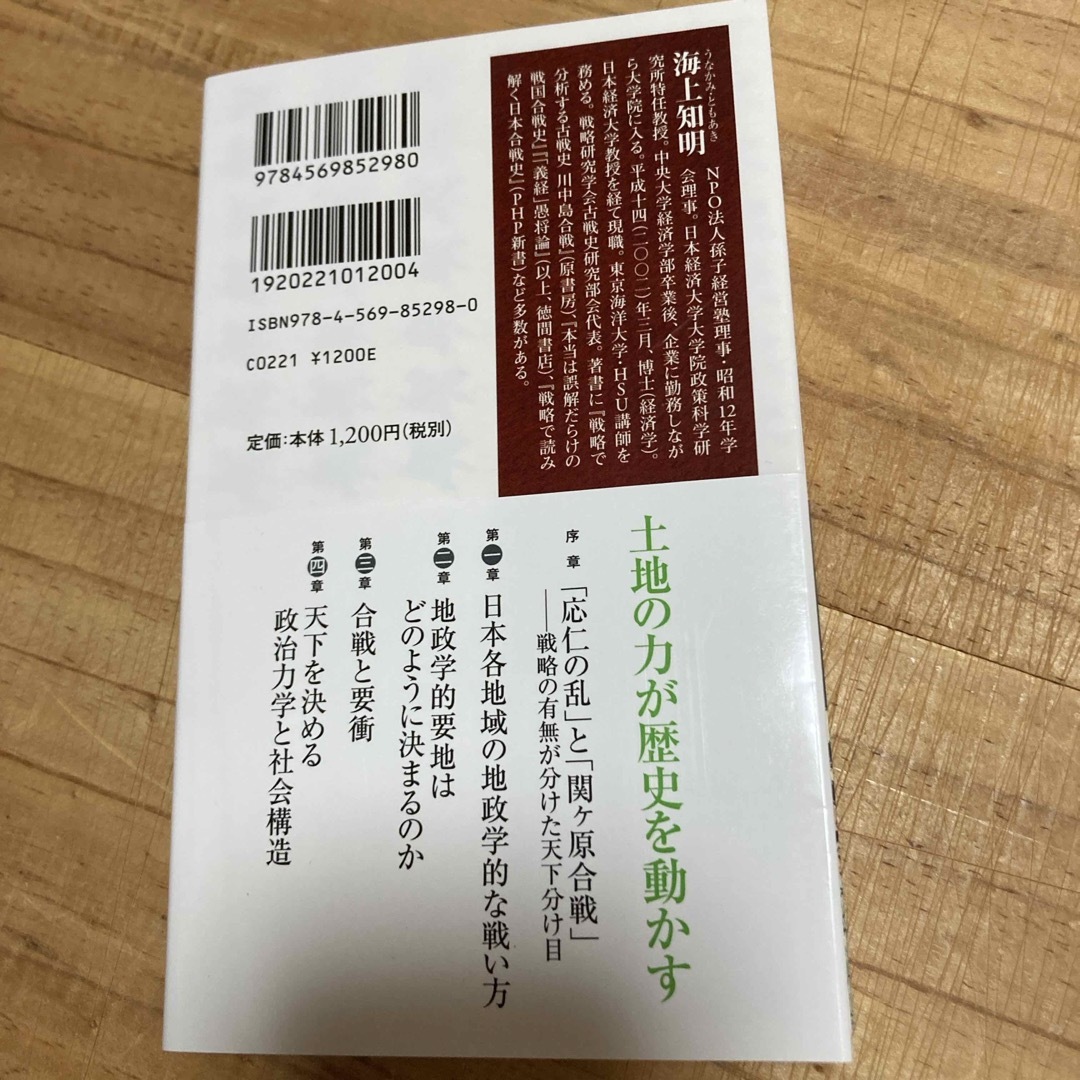 うなかみ・ともあき
海上知明
NPO法人孫子経営塾理事 昭和12年学
会理事。日本経済大学大学院政策科学研
究所特任教授。中央大学経済学部卒業後、企業に勤務しなが
ら大学院に入る。平成十四(二〇〇二)年三月、博士(経済学)。
日本経済大学教授を経て現職。東京海洋大学・HSU講師を
務める。戦略研究学会古戦史研究部会代表。著書に『戦略で
分析する古戦史 川中島合戦』(原書房)、『本当は誤解だらけの
戦国合戦史』『「義経」愚将論』(以上、徳間書店)、『戦略で読み
解く日本合戦史』(PHP新書)など多数がある。
9784569852980
1920221012004
ISBN978-4-569-85298-0
C0221 ¥1200E
定価:本体1,200円(税別)
土地の力が歴史を動かす
序章 「応仁の乱」と「関ヶ原合戦」
――戦略の有無が分けた天下分け目
第一章 日本各地域の地政学的な戦い方
第二章 地政学的要地は
どのように決まるのか
第三章 合戦と要衝
第四章 天下を決める
政治力学と社会構造